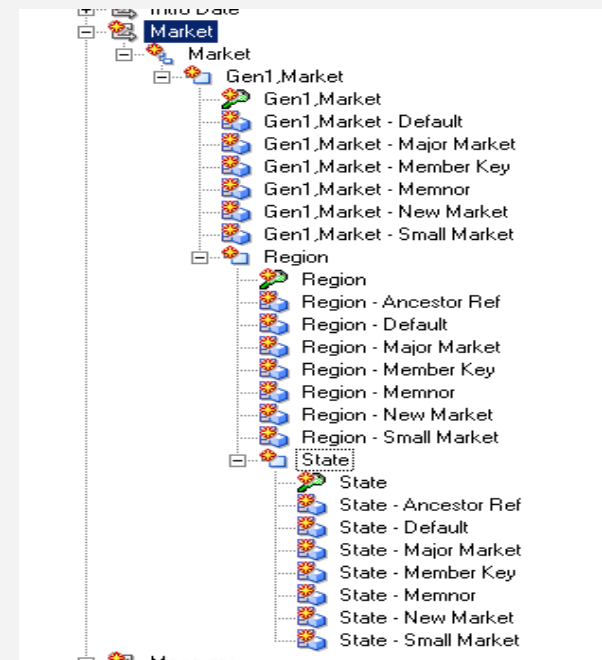 Intro Date
Market
Market
Gen1,Market
Gen1,Market
Gen1,Market - Default
Gen1,Market - Major Market
Gen1,Market - Member Key
Gen1,Market - Memnor
Gen1,Market - New Market
Gen1,Market - Small Market
Region
Region
Region - Ancestor Ref
Region - Default
Region - Major Market
Region - Member Key
Region - Memnor
Region - New Market
Region - Small Market
State
State
State - Ancestor Ref
State - Default
State - Major Market
State - Member Key
State - Memnor
State - New Market
State - Small Market